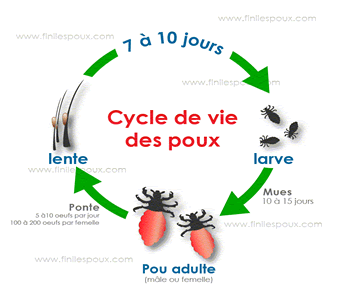 www.finilespoux.com
7 à 10 jours
www.finilespoux.com
www.finilespoux.com
Cycle de vie
des poux
lente
larve
www.finilespoux.com
Mues
10 à 15 jours
Ponte
5 à 10 oeufs par jour
100 à 200 oeufs par femelle
www.finilespoux.com
Pou adulte
(mâle ou femelle)
www.finilespoux.com